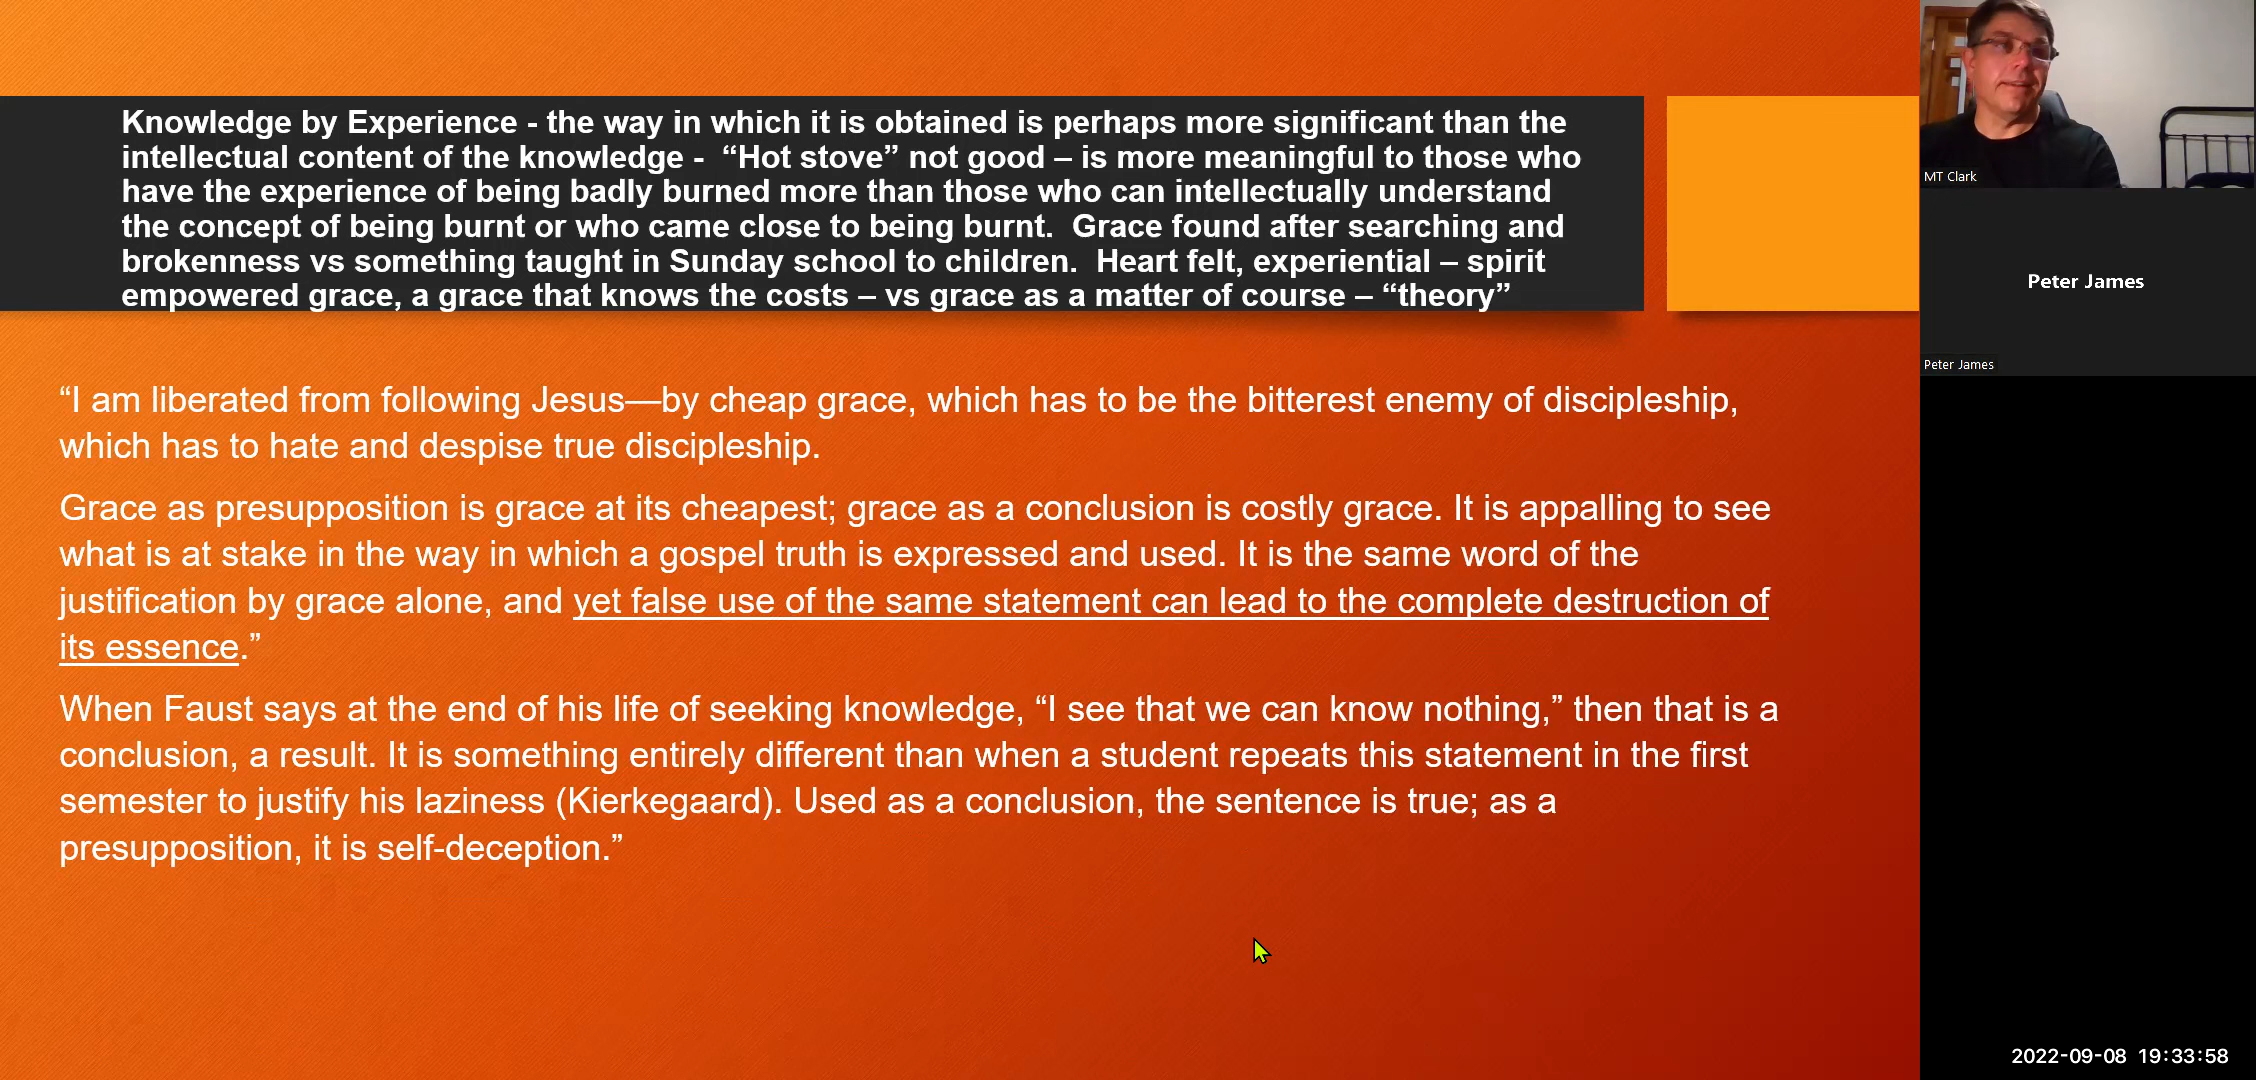 Knowledge by Experience - the way in which it is obtained is perhaps more significant than the
intellectual content of the knowledge -  “Hot stove” not good – is more meaningful to those who
have the experience of being badly burned more than those who can intellectually understand
the concept of being burnt or who came close to being burnt.  Grace found after searching and
brokenness vs something taught in Sunday school to children.  Heart felt, experiential – spirit
empowered grace, a grace that knows the costs – vs grace as a matter of course – “theory”
“I am liberated from following Jesus—by cheap grace, which has to be the bitterest enemy of discipleship,
which has to hate and despise true discipleship.
Grace as presupposition is grace at its cheapest; grace as a conclusion is costly grace. It is appalling to see
what is at stake in the way in which a gospel truth is expressed and used. It is the same word of the
justification by grace alone, and yet false use of the same statement can lead to the complete destruction of
its essence.”
When Faust says at the end of his life of seeking knowledge, “I see that we can know nothing,” then that is a
conclusion, a result. It is something entirely different than when a student repeats this statement in the first
semester to justify his laziness (Kierkegaard). Used as a conclusion, the sentence is true; as a
presupposition, it is self-deception.”
MT Clark
Peter James
Peter James
2022-09-08 19:33:58